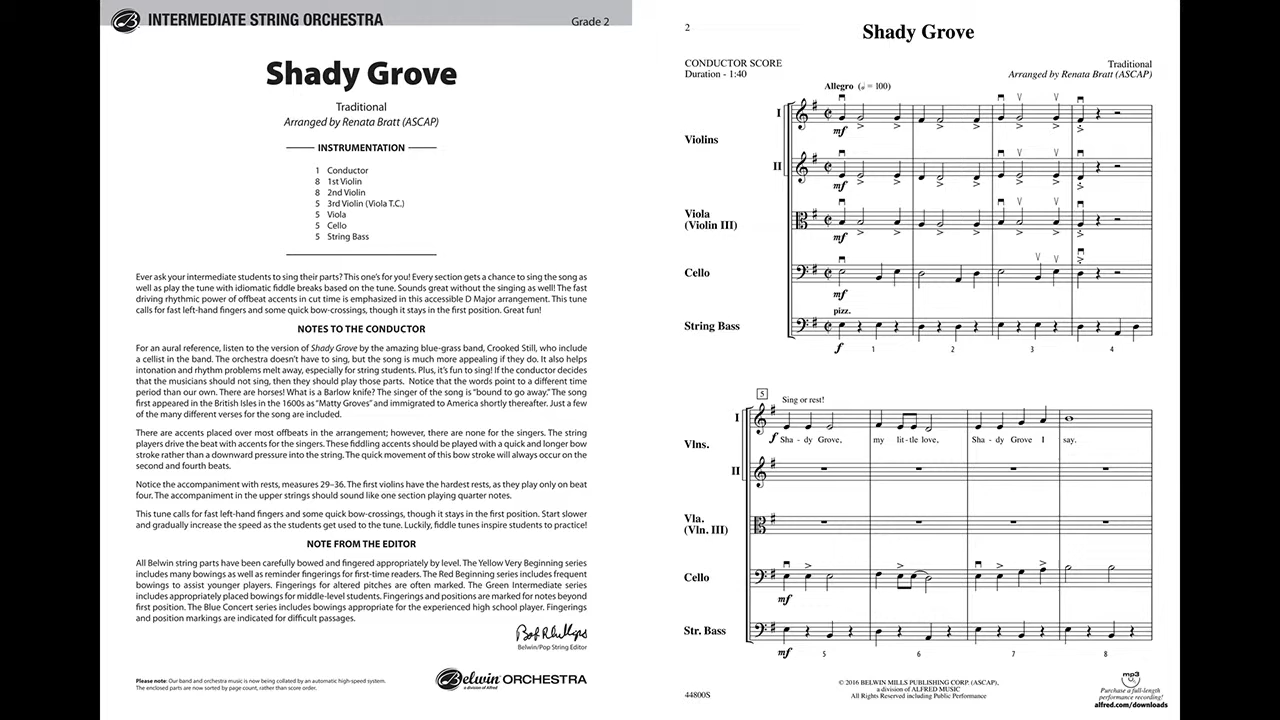 INTERMEDIATE STRING ORCHESTRA
Grade 2
Shady Grove
Traditional
Arranged by Renata Bratt (ASCAP)
INSTRUMENTATION
1 Conductor
8 1st Violin
8 2nd Violin
5 3rd Violin (Viola T.C.)
5 Viola
5 Cello
5 String Bass
Ever ask your intermediate students to sing their parts? This one's for you! Every section gets a chance to sing the song as
well as play the tune with idiomatic fiddle breaks based on the tune. Sounds great without the singing as well! The fast
driving rhythmic power of offbeat accents in cut time is emphasized in this accessible D Major arrangement. This tune
calls for fast left-hand fingers and some quick bow-crossings, though it stays in the first position. Great fun!
NOTES TO THE CONDUCTOR
For an aural reference, listen to the version of Shady Grove by the amazing blue-grass band, Crooked Still, who include
a cellist in the band. The orchestra doesn't have to sing, but the song is much more appealing if they do. It also helps
intonation and rhythm problems melt away, especially for string students. Plus, it's fun to sing! If the conductor decides
that the musicians should not sing, then they should play those parts. Notice that the words point to a different time
period than our own. There are horses! What is a Barlow knife? The singer of the song is "bound to go away." The song
first appeared in the British Isles in the 1600s as "Matty Groves" and immigrated to America shortly thereafter. Just a few
of the many different verses for the song are included.
There are accents placed over most offbeats in the arrangement; however, there are none for the singers. The string
players drive the beat with accents for the singers. These fiddling accents should be played with a quick and longer bow
stroke rather than a downward pressure into the string. The quick movement of this bow stroke will always occur on the
second and fourth beats.
Notice the accompaniment with rests, measures 29–36. The first violins have the hardest rests, as they play only on beat
four. The accompaniment in the upper strings should sound like one section playing quarter notes.
This tune calls for fast left-hand fingers and some quick bow-crossings, though it stays in the first position. Start slower
and gradually increase the speed as the students get used to the tune. Luckily, fiddle tunes inspire students to practice!
NOTE FROM THE EDITOR
All Belwin string parts have been carefully bowed and fingered appropriately by level. The Yellow Very Beginning series
includes many bowings as well as reminder fingerings for first-time readers. The Red Beginning series includes frequent
bowings to assist younger players. Fingerings for altered pitches are often marked. The Green Intermediate series
includes appropriately placed bowings for middle-level students. Fingerings and positions are marked for notes beyond
first position. The Blue Concert series includes bowings appropriate for the experienced high school player. Fingerings
and position markings are indicated for difficult passages.
Bob Phillips
Belwin/Pop String Editor
Please note: Our band and orchestra music is now being collated by an automatic high-speed system.
The enclosed parts are now sorted by page count, rather than score order.
Belwin ORCHESTRA
a division of Alfred
2
Shady Grove
CONDUCTOR SCORE
Duration - 1:40
Traditional
Arranged by Renata Bratt (ASCAP)
Allegro (𝅗𝅥 = 100)
Violins
I
mf
II
mf
Viola
(Violin III)
mf
Cello
mf
pizz.
String Bass
f 1 2 3 4
5
Sing or rest!
Vlns.
I
f Sha - dy Grove, my lit - tle love, Sha - dy Grove I say.
II
Vla.
(Vln. III)
Cello
mf
Str. Bass
mf 5 6 7 8
44800S
© 2016 BELWIN MILLS PUBLISHING CORP. (ASCAP),
a division of ALFRED MUSIC
All Rights Reserved including Public Performance
mp3
Purchase a full-length
performance recording!
alfred.com/downloads